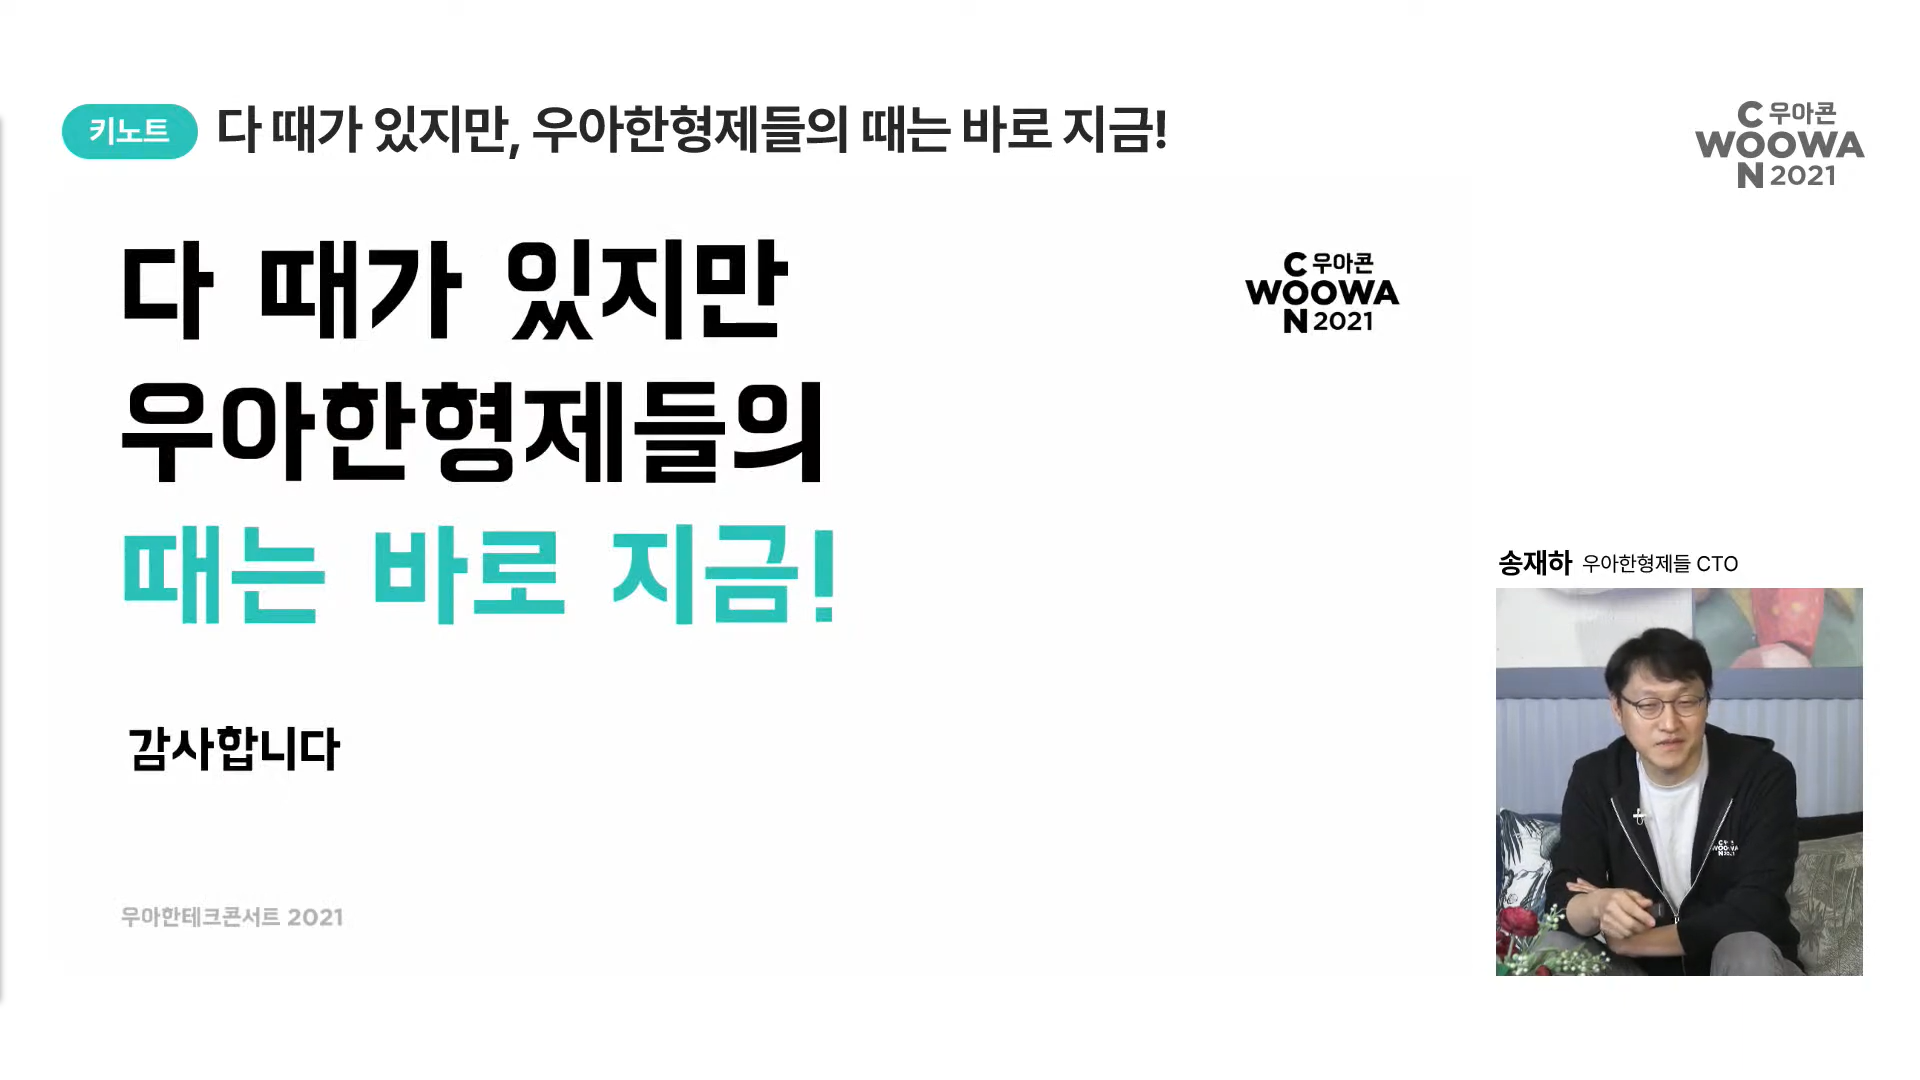 키노트 다 때가 있지만, 우아한형제들의 때는 바로 지금!
C 우아콘
WOOWA
N 2021
다 때가 있지만
우아한형제들의
때는 바로 지금!
C 우아콘
WOOWA
N 2021
감사합니다
우아한테크콘서트 2021
송재하 우아한형제들 CTO
C
WOOWA
N 2021